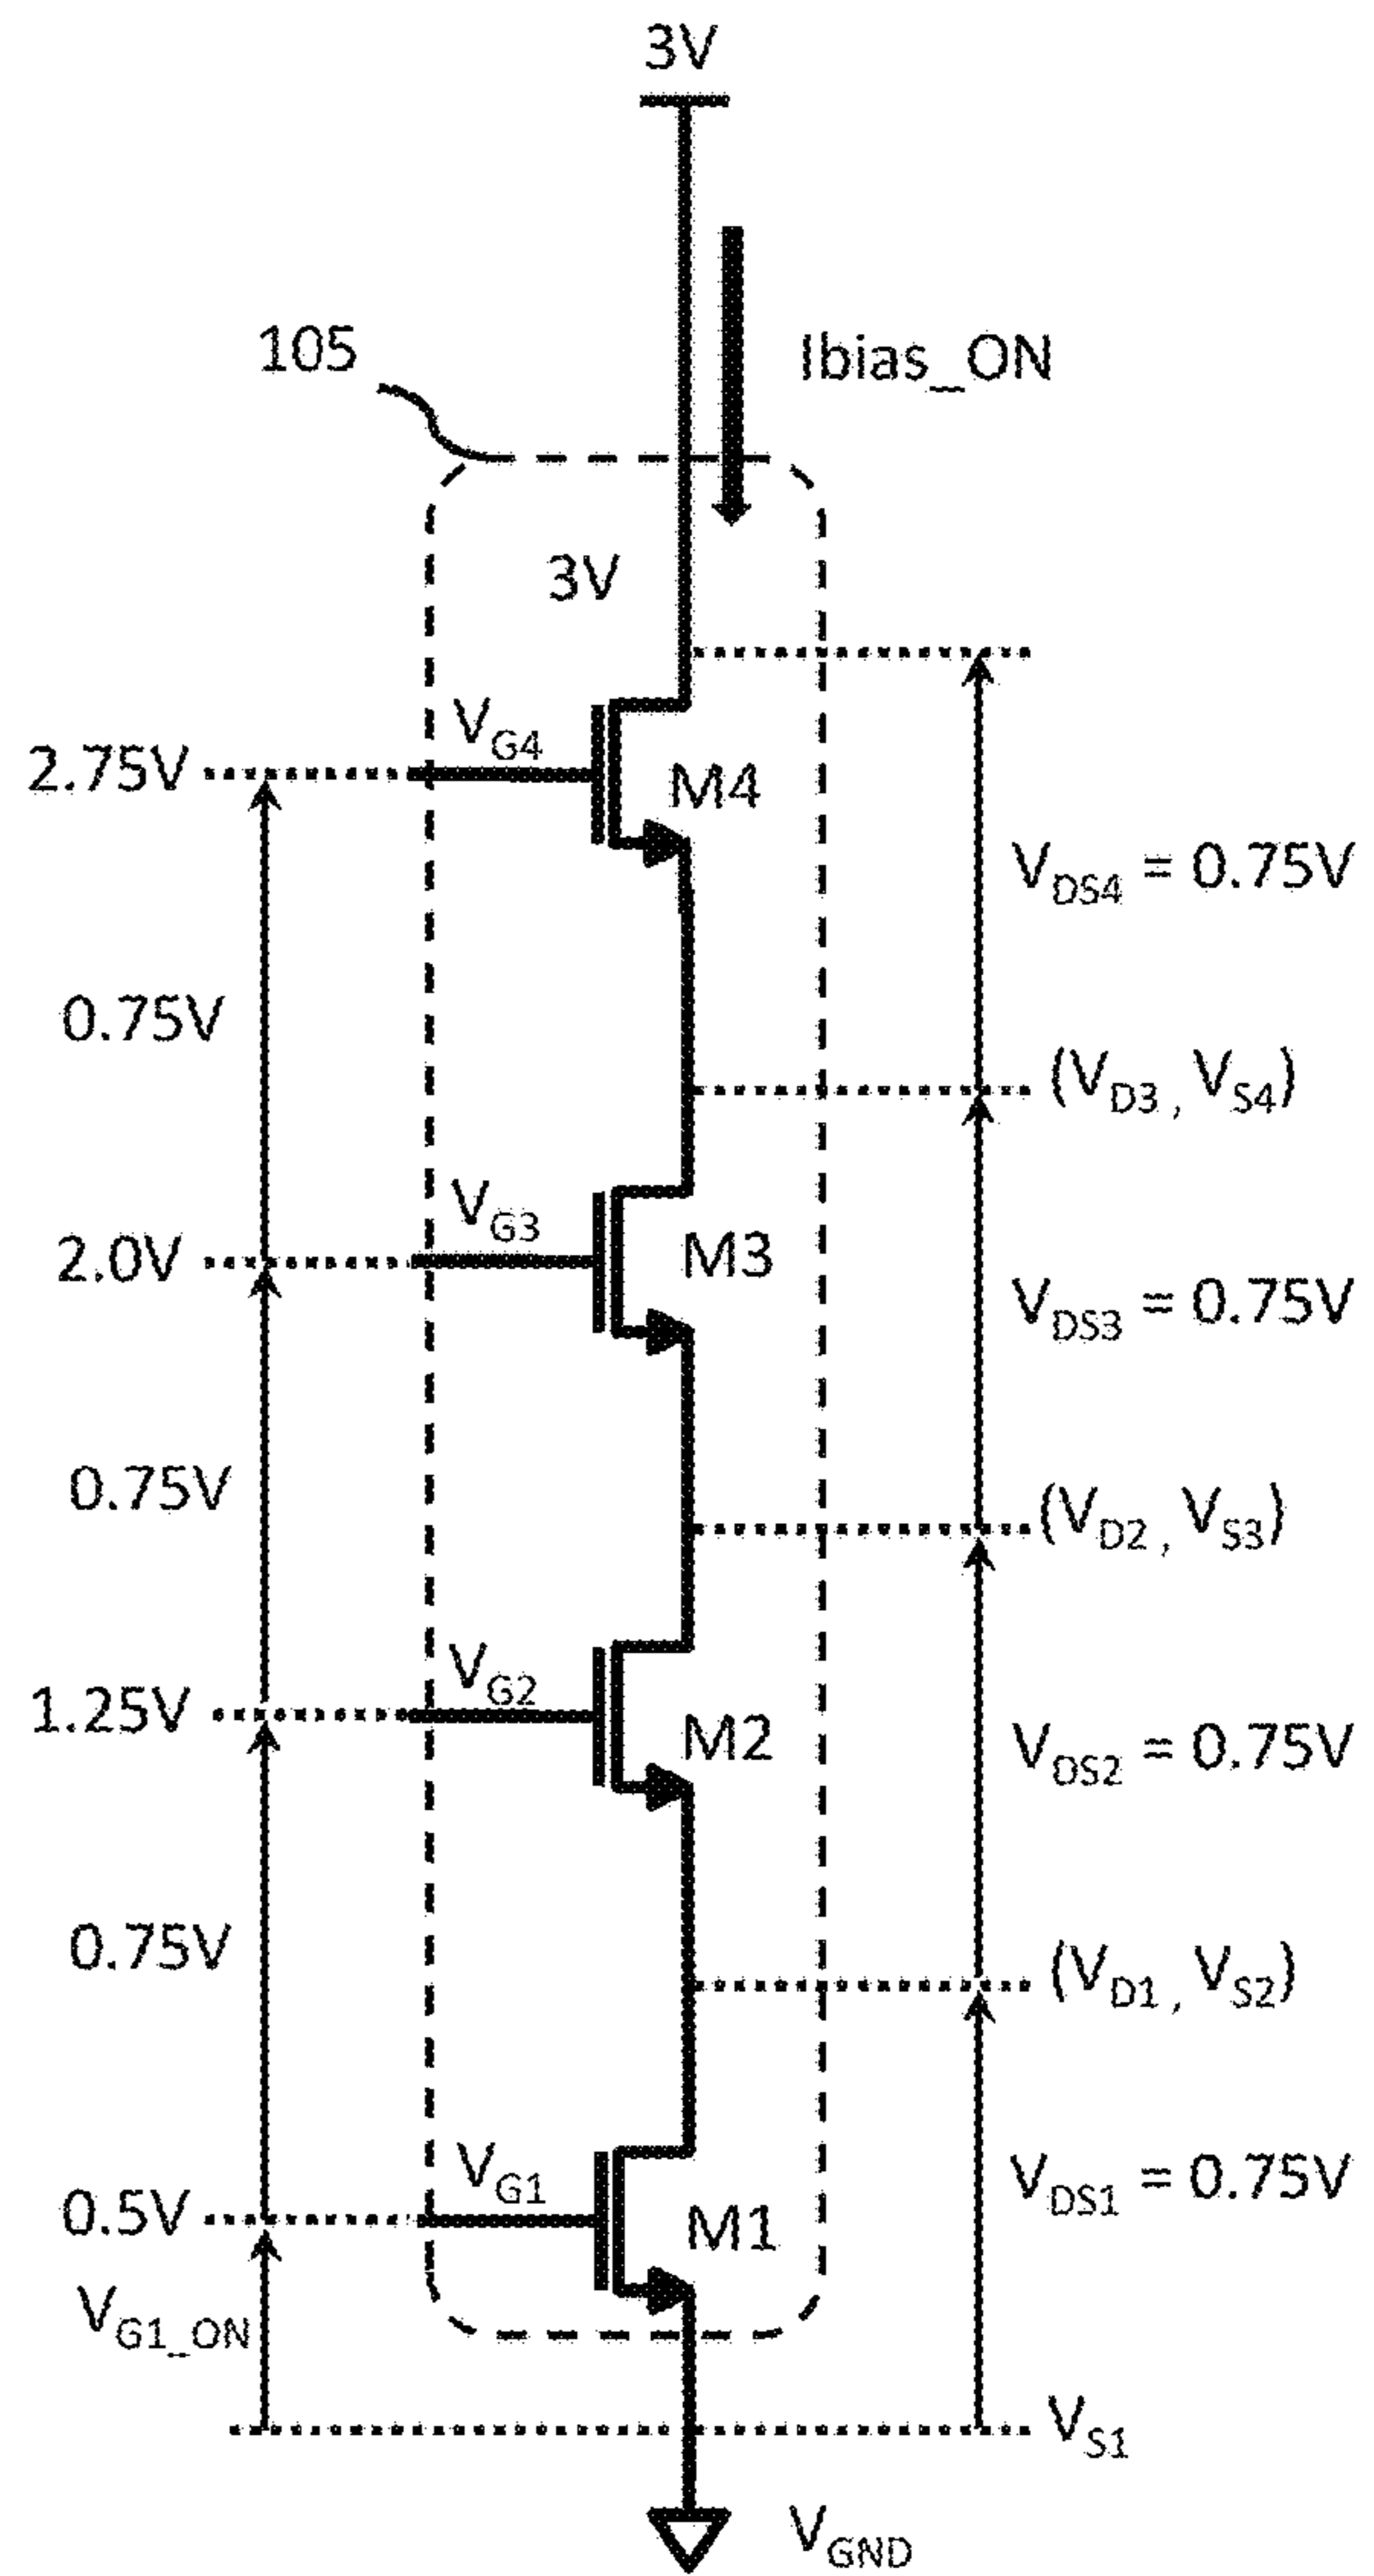 3V
Ibias_ON
105
3V
VG4
2.75V
M4
VDS4 = 0.75V
0.75V
(VD3 , VS4)
VG3
2.0V
M3
VDS3 = 0.75V
0.75V
(VD2 , VS3)
VG2
1.25V
M2
VDS2 = 0.75V
0.75V
(VD1 , VS2)
VG1
0.5V
M1
VDS1 = 0.75V
VG1_ON
VS1
VGND